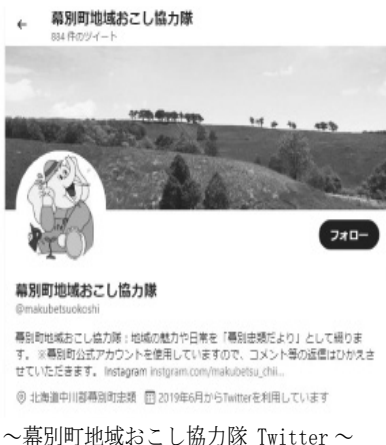 ← 幕別町地域おこし協力隊
884 件のツイート
フォロー
幕別町地域おこし協力隊
@makubetsuokoshi
幕別町地域おこし協力隊：地域の魅力や日常を「幕別忠類だより」として綴りま
す。 ※幕別町公式アカウントを使用していますので、コメント等の返信はひかえさ
せていただきます。 Instagram instgram.com/makubetsu_chii...
北海道中川郡幕別町忠類 2019年6月からTwitterを利用しています
～幕別町地域おこし協力隊 Twitter～